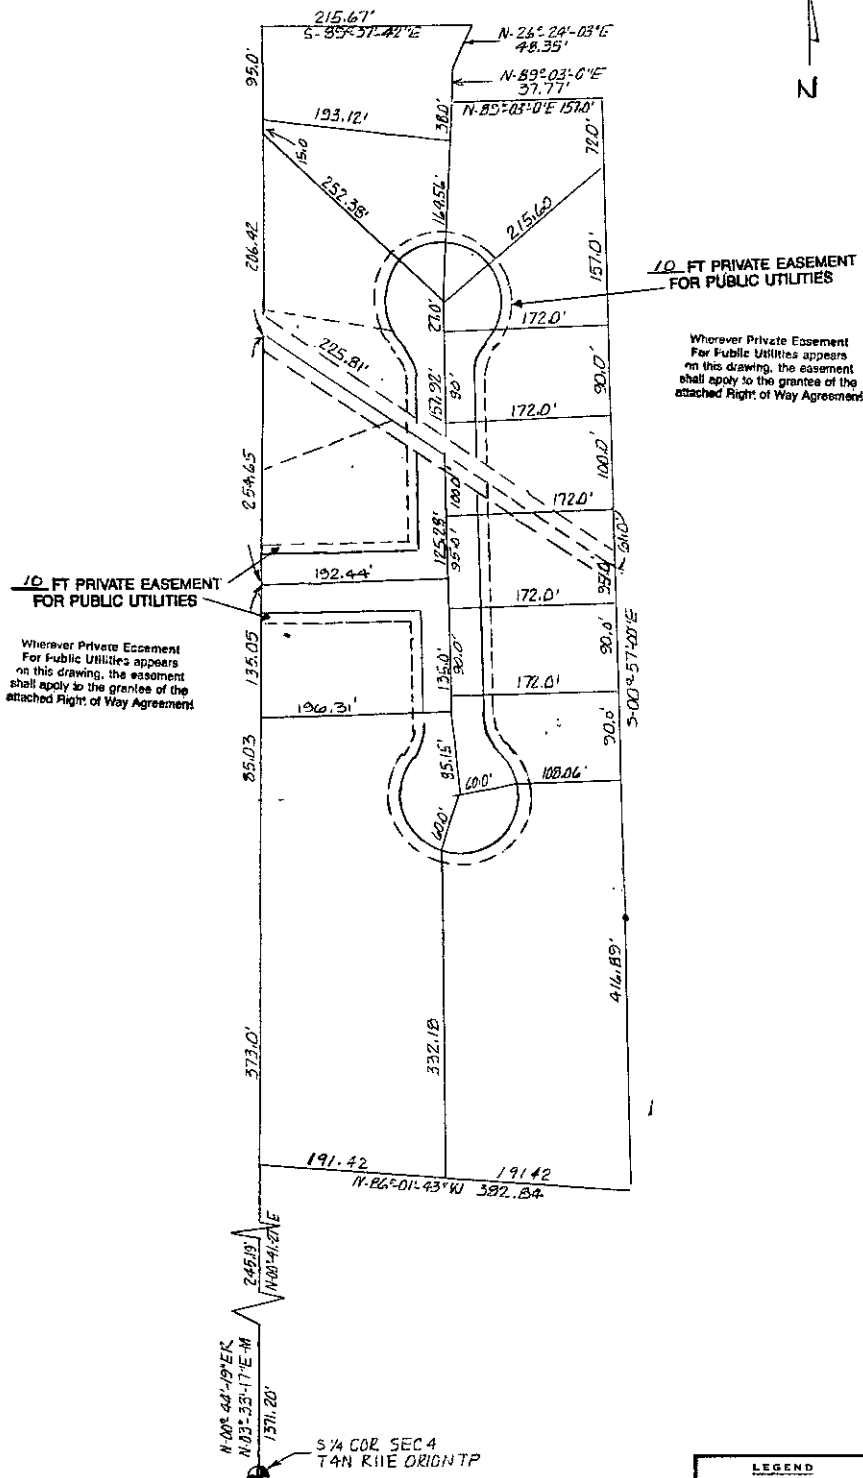 215.67'
S-85°-57'-42"E
N-26°-24'-03"E
48.35'
N-89°03'-0"E
37.77'
N-89°-03'-0"E 157.0'
N
95.0'
193.12'
38.0'
72.0'
15.0
252.38'
164.56'
215.60
206.42
157.0'
10 FT PRIVATE EASEMENT
FOR PUBLIC UTILITIES
27.0'
172.0'
Wherever Private Easement
For Public Utilities appears
on this drawing, the easement
shall apply to the grantee of the
attached Right of Way Agreement
225.81'
157.92'
90'
90.0'
172.0'
254.65
100.0'
100.0'
172.0'
125.28'
95.0'
61.0'
95.0'
10 FT PRIVATE EASEMENT
FOR PUBLIC UTILITIES
192.44'
172.0'
Wherever Private Easement
For Public Utilities appears
on this drawing, the easement
shall apply to the grantee of the
attached Right of Way Agreement
135.05
135.0'
90.0'
90.0'
S-00°-57'-00"E
172.0'
196.31'
85.03
85.15'
90.0'
60.0'
108.06'
60.0'
416.89'
373.0'
332.18
191.42
191.42
N-86°-01'-43"W 382.84
245.19'
N-00°-41'-27"E
N-00°-44'-19"E R
N-03°-33'-17"E-M
1371.20'
S 1/4 COR. SEC 4
T4N R11E ORION TP
LEGEND